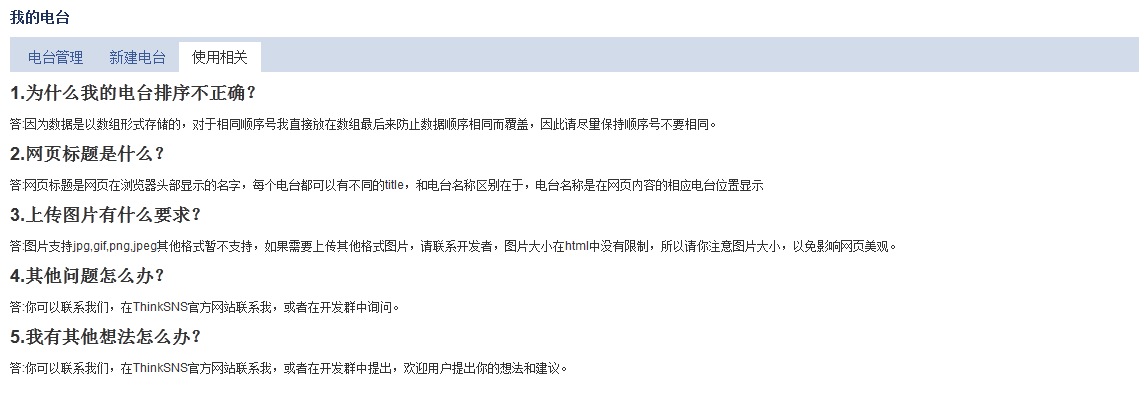 我的电台
电台管理 新建电台 使用相关
1.为什么我的电台排序不正确？
答:因为数据是以数组形式存储的，对于相同顺序号我直接放在数组最后来防止数据顺序相同而覆盖，因此请尽量保持顺序号不要相同。
2.网页标题是什么？
答:网页标题是网页在浏览器头部显示的名字，每个电台都可以有不同的title，和电台名称区别在于，电台名称是在网页内容的相应电台位置显示
3.上传图片有什么要求？
答:图片支持jpg,gif,png,jpeg其他格式暂不支持，如果需要上传其他格式图片，请联系开发者，图片大小在html中没有限制，所以请你注意图片大小，以免影响网页美观。
4.其他问题怎么办？
答:你可以联系我们，在ThinkSNS官方网站联系我，或者在开发群中询问。
5.我有其他想法怎么办？
答:你可以联系我们，在ThinkSNS官方网站联系我，或者在开发群中提出，欢迎用户提出你的想法和建议。